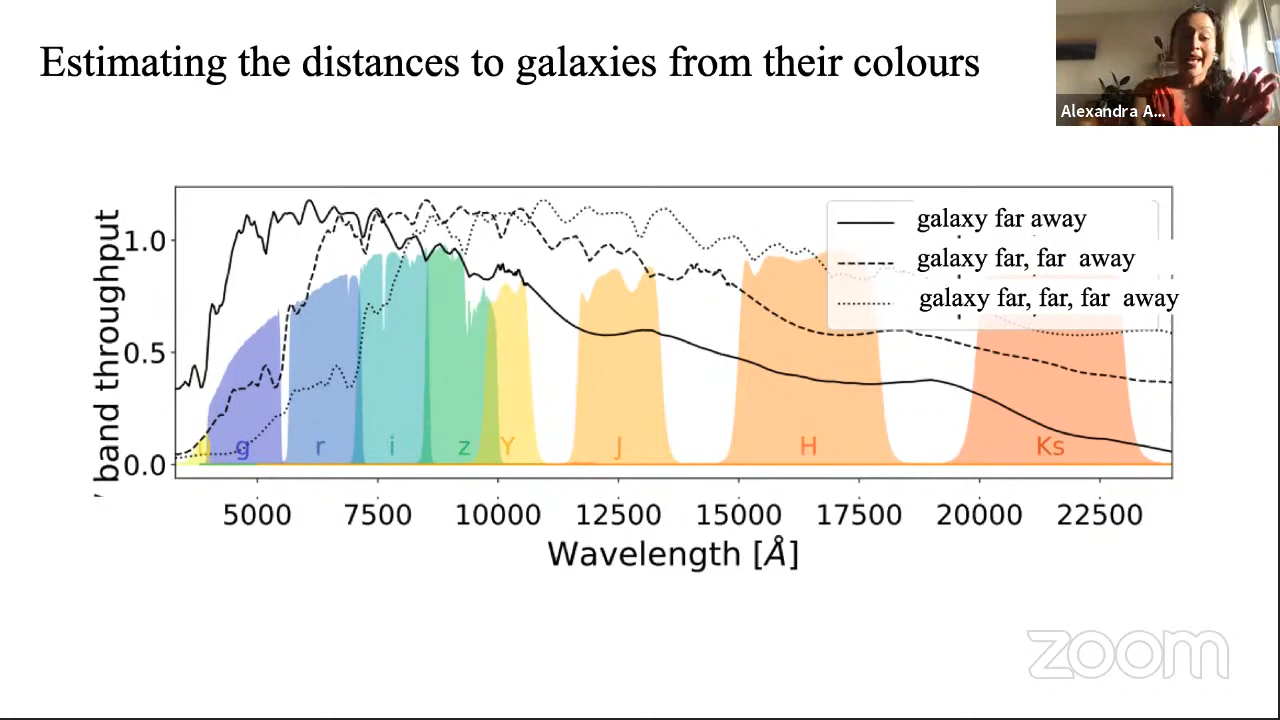 Estimating the distances to galaxies from their colours
Alexandra A...
band throughput
1.0
0.5
0.0
galaxy far away
galaxy far, far away
galaxy far, far, far away
g r i z Y J H Ks
5000 7500 10000 12500 15000 17500 20000 22500
Wavelength [Å]
zoom